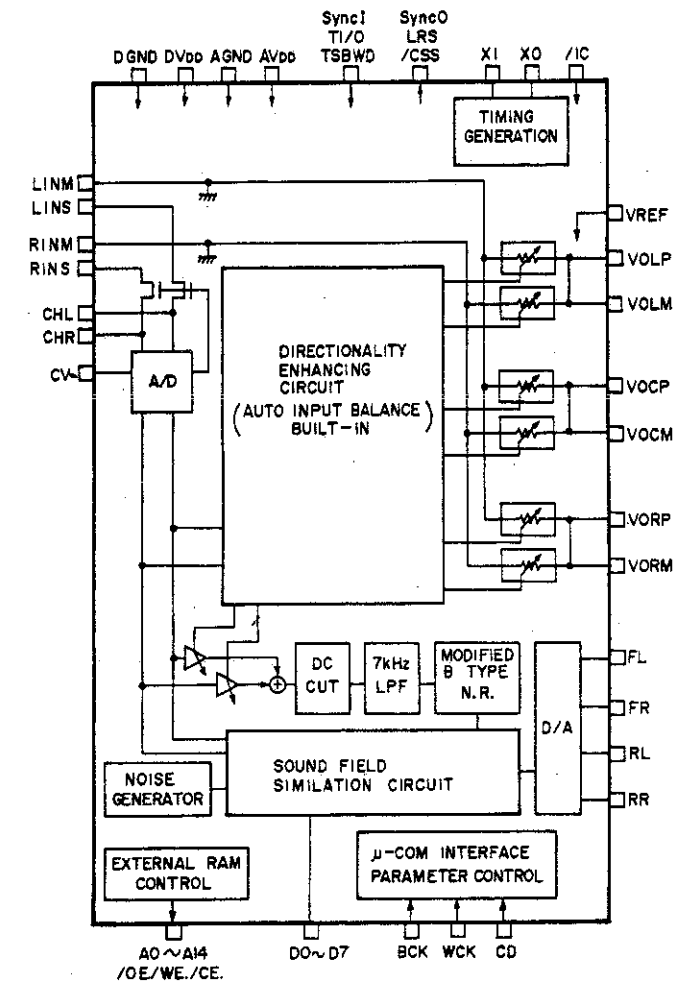 SyncI SyncO
TI/O LRS
DGND DVDD AGND AVDD TSBWD /CSS XI XO /IC
TIMING
GENERATION
LINM
LINS
VREF
RINM
RINS
VOLP
CHL
VOLM
CHR
CV
A/D
DIRECTIONALITY
ENHANCING
CIRCUIT
(AUTO INPUT BALANCE
BUILT-IN)
VOCP
VOCM
VORP
VORM
DC
CUT
7kHz
LPF
MODIFIED
B TYPE
N.R.
D/A
FL
FR
RL
RR
SOUND FIELD
SIMILATION CIRCUIT
NOISE
GENERATOR
EXTERNAL RAM
CONTROL
μ-COM INTERFACE
PARAMETER CONTROL
A0~A14
/OE/WE./CE.
D0~D7
BCK WCK CD